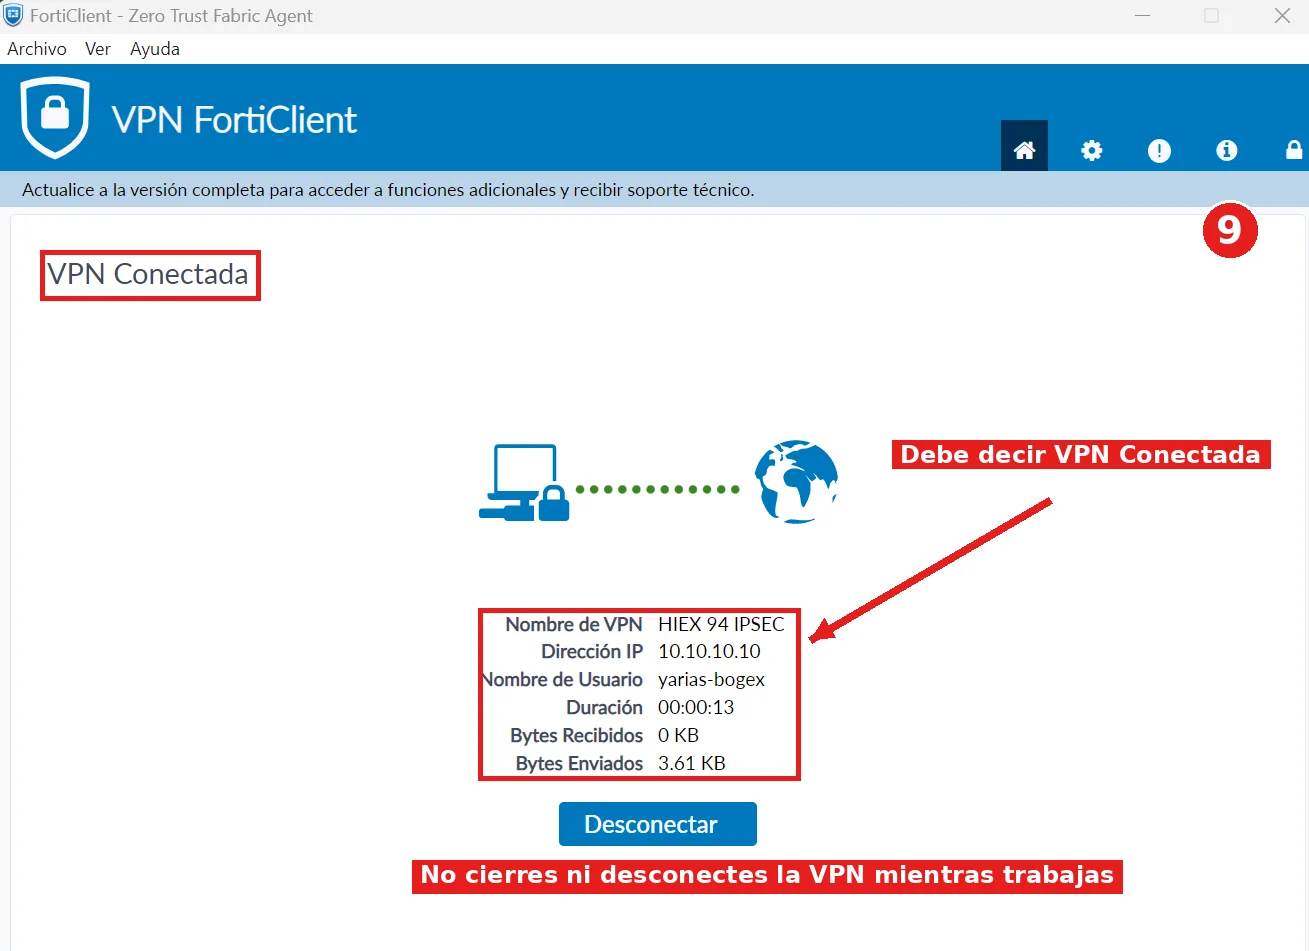 FortiClient - Zero Trust Fabric Agent
Archivo Ver Ayuda
VPN FortiClient
Actualice a la versión completa para acceder a funciones adicionales y recibir soporte técnico.
9
VPN Conectada
Debe decir VPN Conectada
Nombre de VPN HIEX 94 IPSEC
Dirección IP 10.10.10.10
Nombre de Usuario yarias-bogex
Duración 00:00:13
Bytes Recibidos 0 KB
Bytes Enviados 3.61 KB
Desconectar
No cierres ni desconectes la VPN mientras trabajas